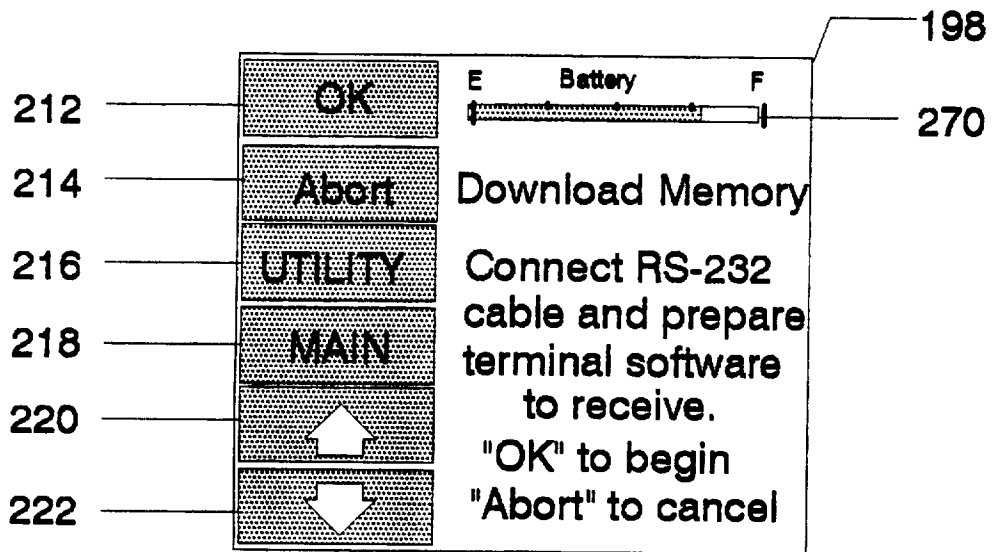 198
212 OK E Battery F 270
214 Abort Download Memory
216 UTILITY Connect RS-232
cable and prepare
218 MAIN terminal software
220 to receive.
"OK" to begin
222 "Abort" to cancel